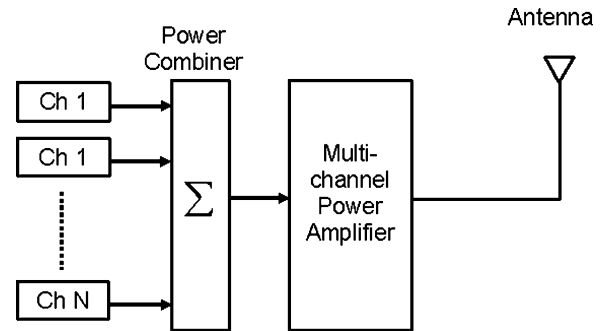 Antenna
Power
Combiner
Ch 1
Ch 1
Ch N
Σ
Multi-
channel
Power
Amplifier